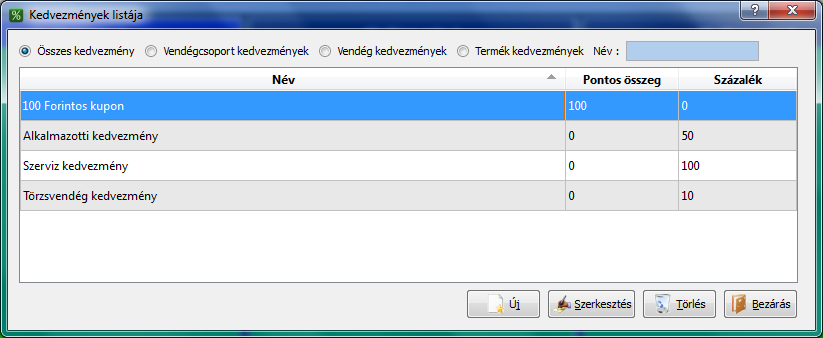 Kedvezmények listája
Összes kedvezmény Vendégcsoport kedvezmények Vendég kedvezmények Termék kedvezmények Név :
Név Pontos összeg Százalék
100 Forintos kupon 100 0
Alkalmazotti kedvezmény 0 50
Szerviz kedvezmény 0 100
Törzsvendég kedvezmény 0 10
Új Szerkesztés Törlés Bezárás